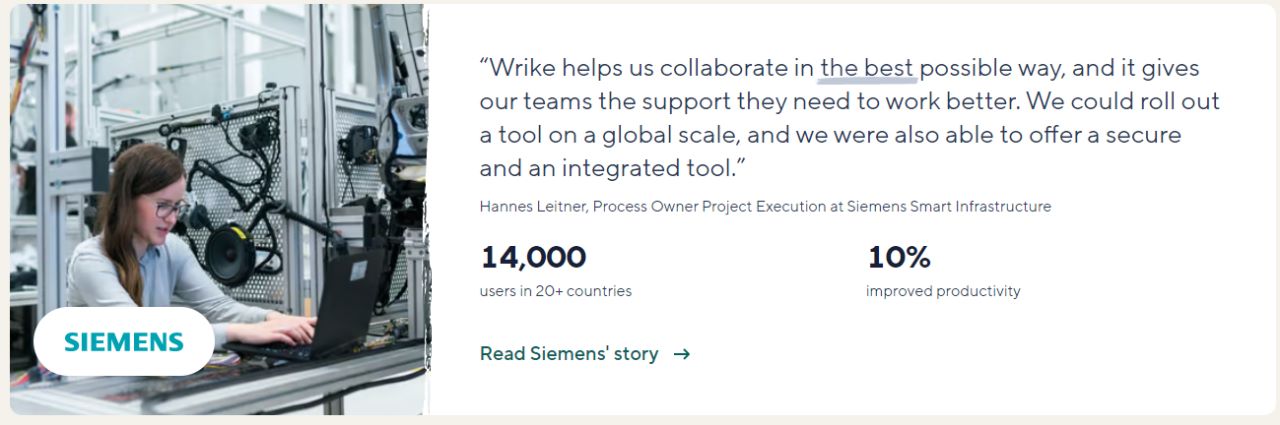 “Wrike helps us collaborate in the best possible way, and it gives
our teams the support they need to work better. We could roll out
a tool on a global scale, and we were also able to offer a secure
and an integrated tool.”
Hannes Leitner, Process Owner Project Execution at Siemens Smart Infrastructure
14,000
users in 20+ countries
10%
improved productivity
SIEMENS
Read Siemens' story →